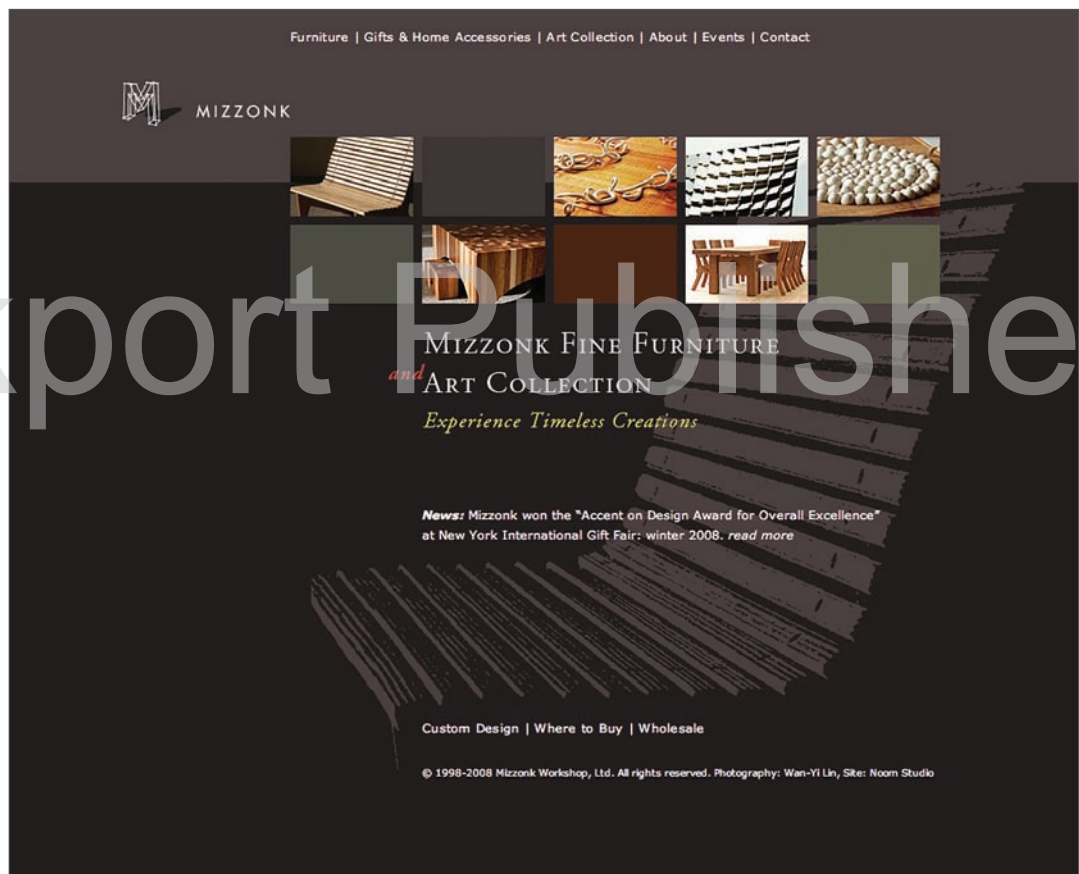 Furniture | Gifts & Home Accessories | Art Collection | About | Events | Contact
M
MIZZONK
xport Publishe
MIZZONK FINE FURNITURE
and ART COLLECTION
Experience Timeless Creations
News: Mizzonk won the “Accent on Design Award for Overall Excellence”
at New York International Gift Fair: winter 2008. read more
Custom Design | Where to Buy | Wholesale
© 1998-2008 Mizzonk Workshop, Ltd. All rights reserved. Photography: Wan-Yi Lin, Site: Noom Studio